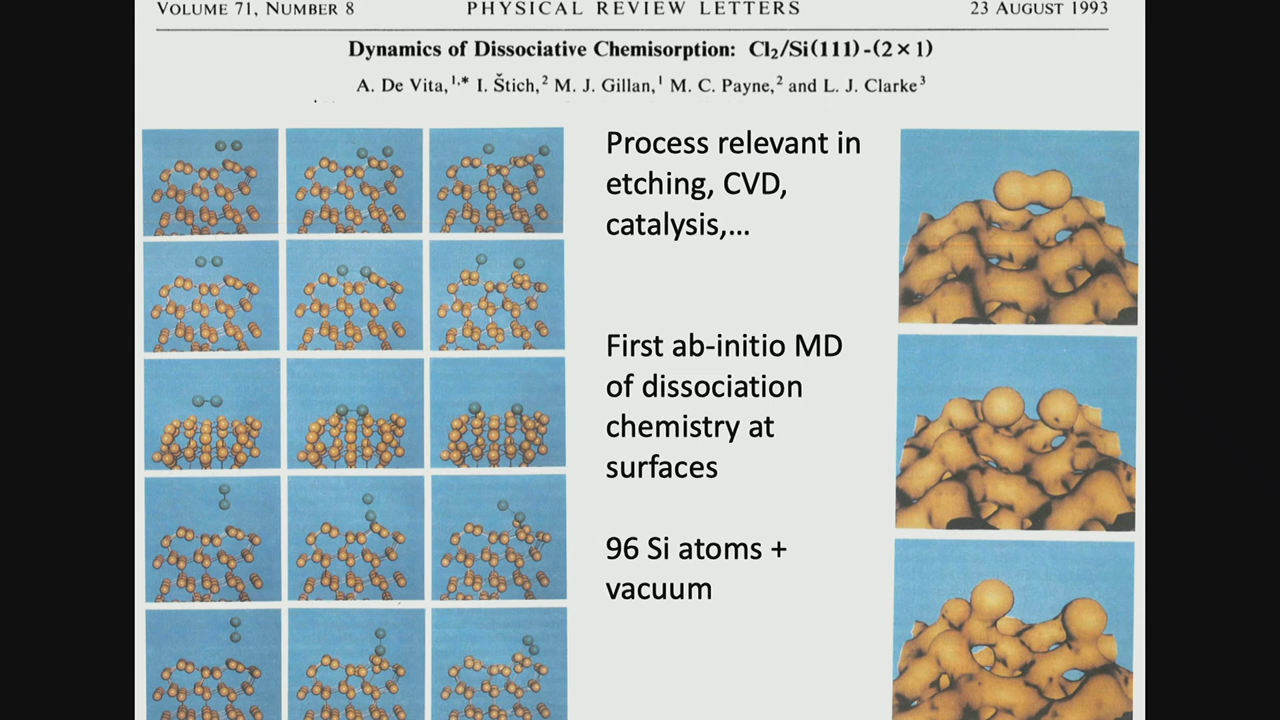 VOLUME 71, NUMBER 8 PHYSICAL REVIEW LETTERS 23 AUGUST 1993
Dynamics of Dissociative Chemisorption: Cl₂/Si(111)-(2×1)
A. De Vita,¹,* I. Štich,² M. J. Gillan,¹ M. C. Payne,² and L. J. Clarke³
Process relevant in
etching, CVD,
catalysis,...
First ab-initio MD
of dissociation
chemistry at
surfaces
96 Si atoms +
vacuum